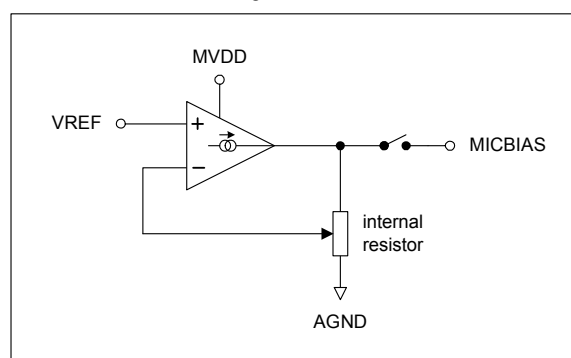 MVDD
VREF
+
−
MICBIAS
internal
resistor
AGND